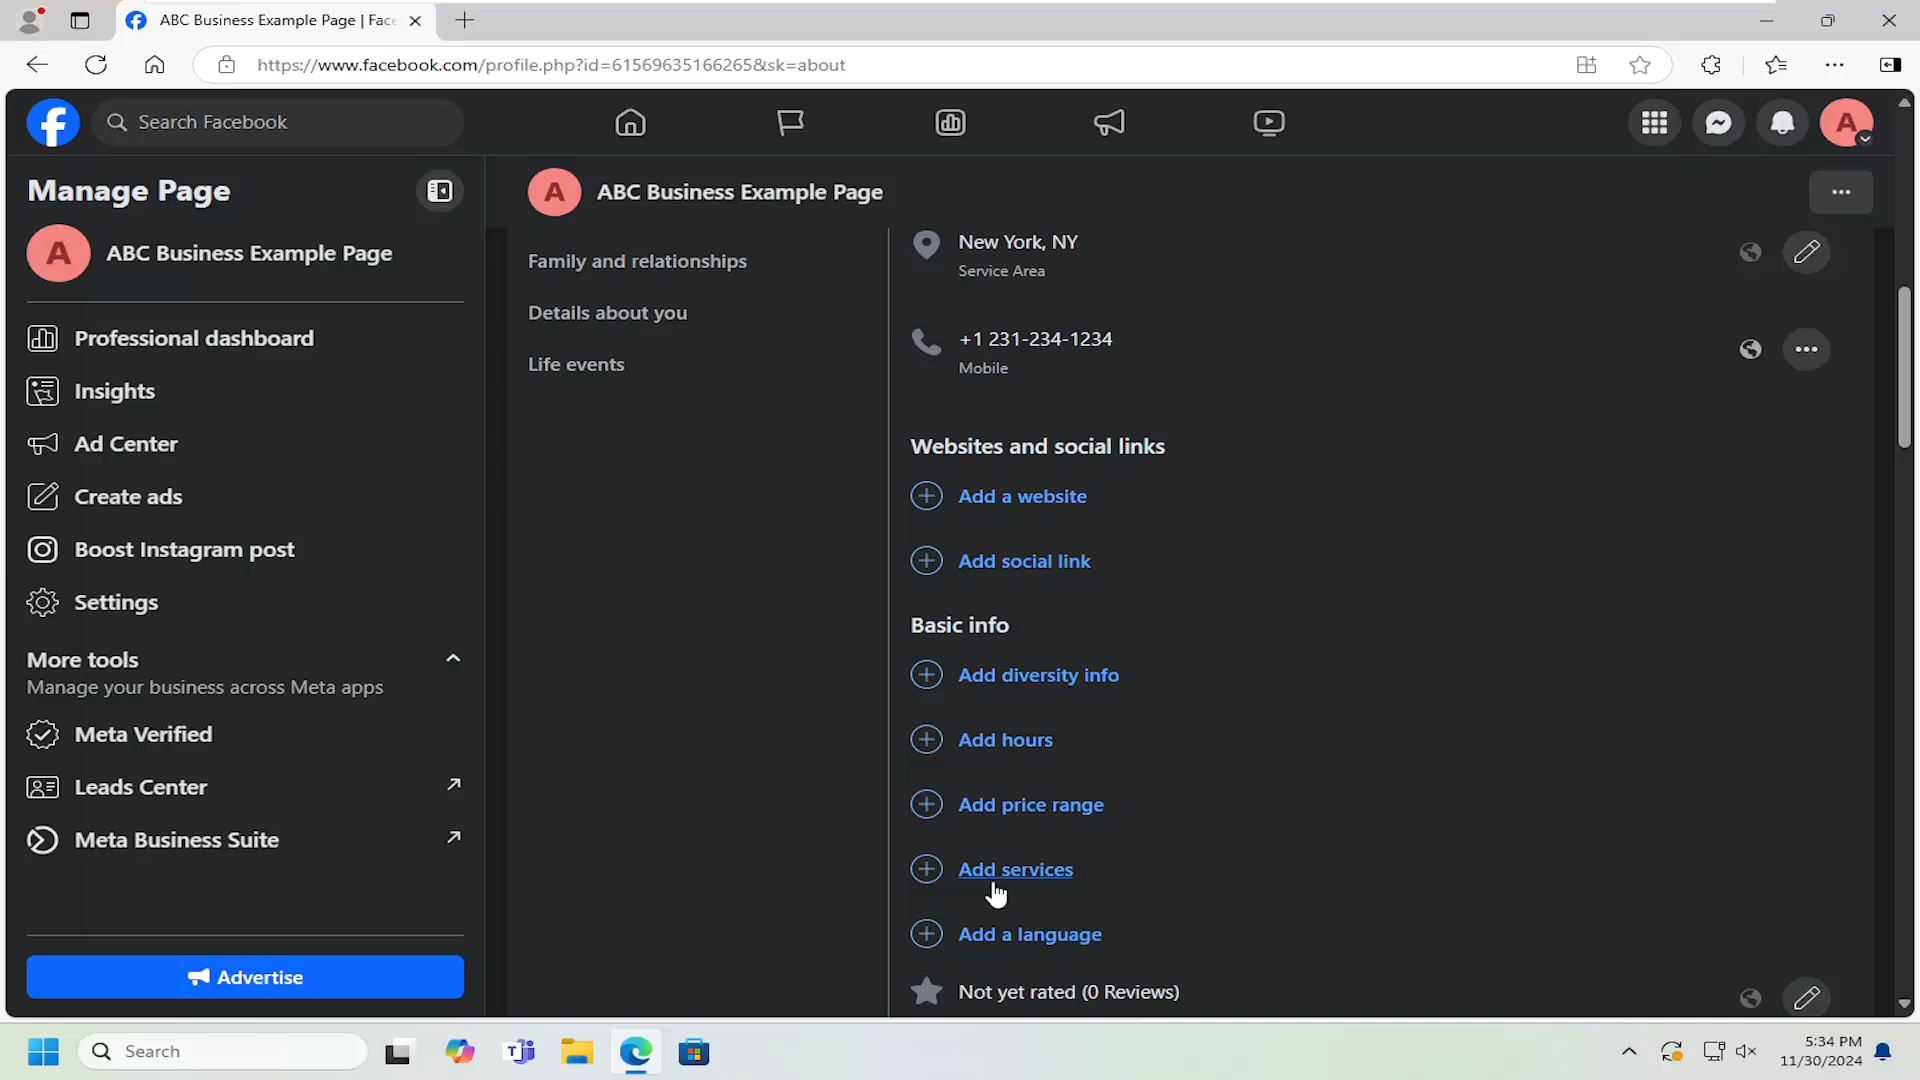 ABC Business Example Page | Fac
https://www.facebook.com/profile.php?id=61569635166265&sk=about
Search Facebook
A
Manage Page
A
ABC Business Example Page
Professional dashboard
Insights
Ad Center
Create ads
Boost Instagram post
Settings
More tools
Manage your business across Meta apps
Meta Verified
Leads Center
Meta Business Suite
Advertise
A
ABC Business Example Page
Family and relationships
Details about you
Life events
New York, NY
Service Area
+1 231-234-1234
Mobile
Websites and social links
Add a website
Add social link
Basic info
Add diversity info
Add hours
Add price range
Add services
Add a language
Not yet rated (0 Reviews)
Search
5:34 PM
11/30/2024